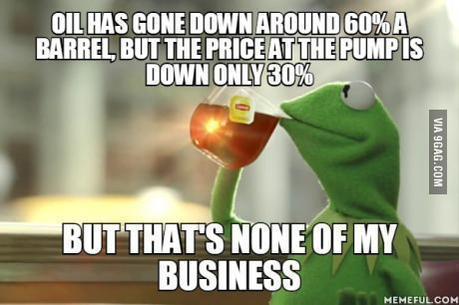 OIL HAS GONE DOWN AROUND 60% A
BARREL, BUT THE PRICE AT THE PUMP IS
DOWN ONLY 30%
BUT THAT'S NONE OF MY
BUSINESS
VIA 9GAG.COM
MEMEFUL.COM